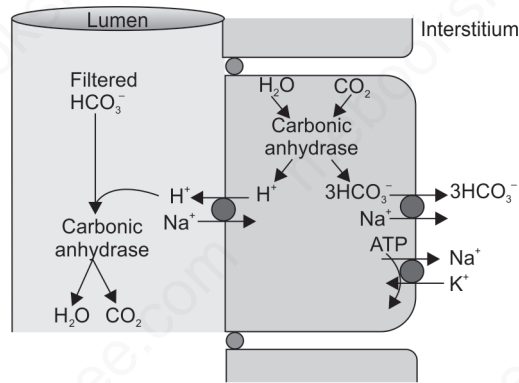 Lumen
Interstitium
Filtered
HCO₃⁻
H₂O CO₂
Carbonic
anhydrase
H⁺ H⁺ 3HCO₃⁻ 3HCO₃⁻
Na⁺ Na⁺
Carbonic
anhydrase
ATP
Na⁺
K⁺
H₂O CO₂